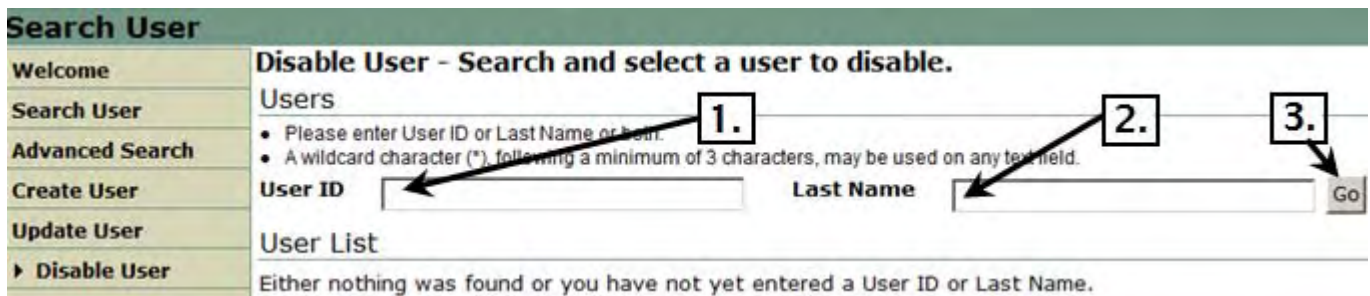 Search User
Welcome
Search User
Advanced Search
Create User
Update User
Disable User
Disable User - Search and select a user to disable.
Users
1.
2.
3.
• Please enter User ID or Last Name or both.
• A wildcard character (*), following a minimum of 3 characters, may be used on any text field.
User ID
Last Name
Go
User List
Either nothing was found or you have not yet entered a User ID or Last Name.